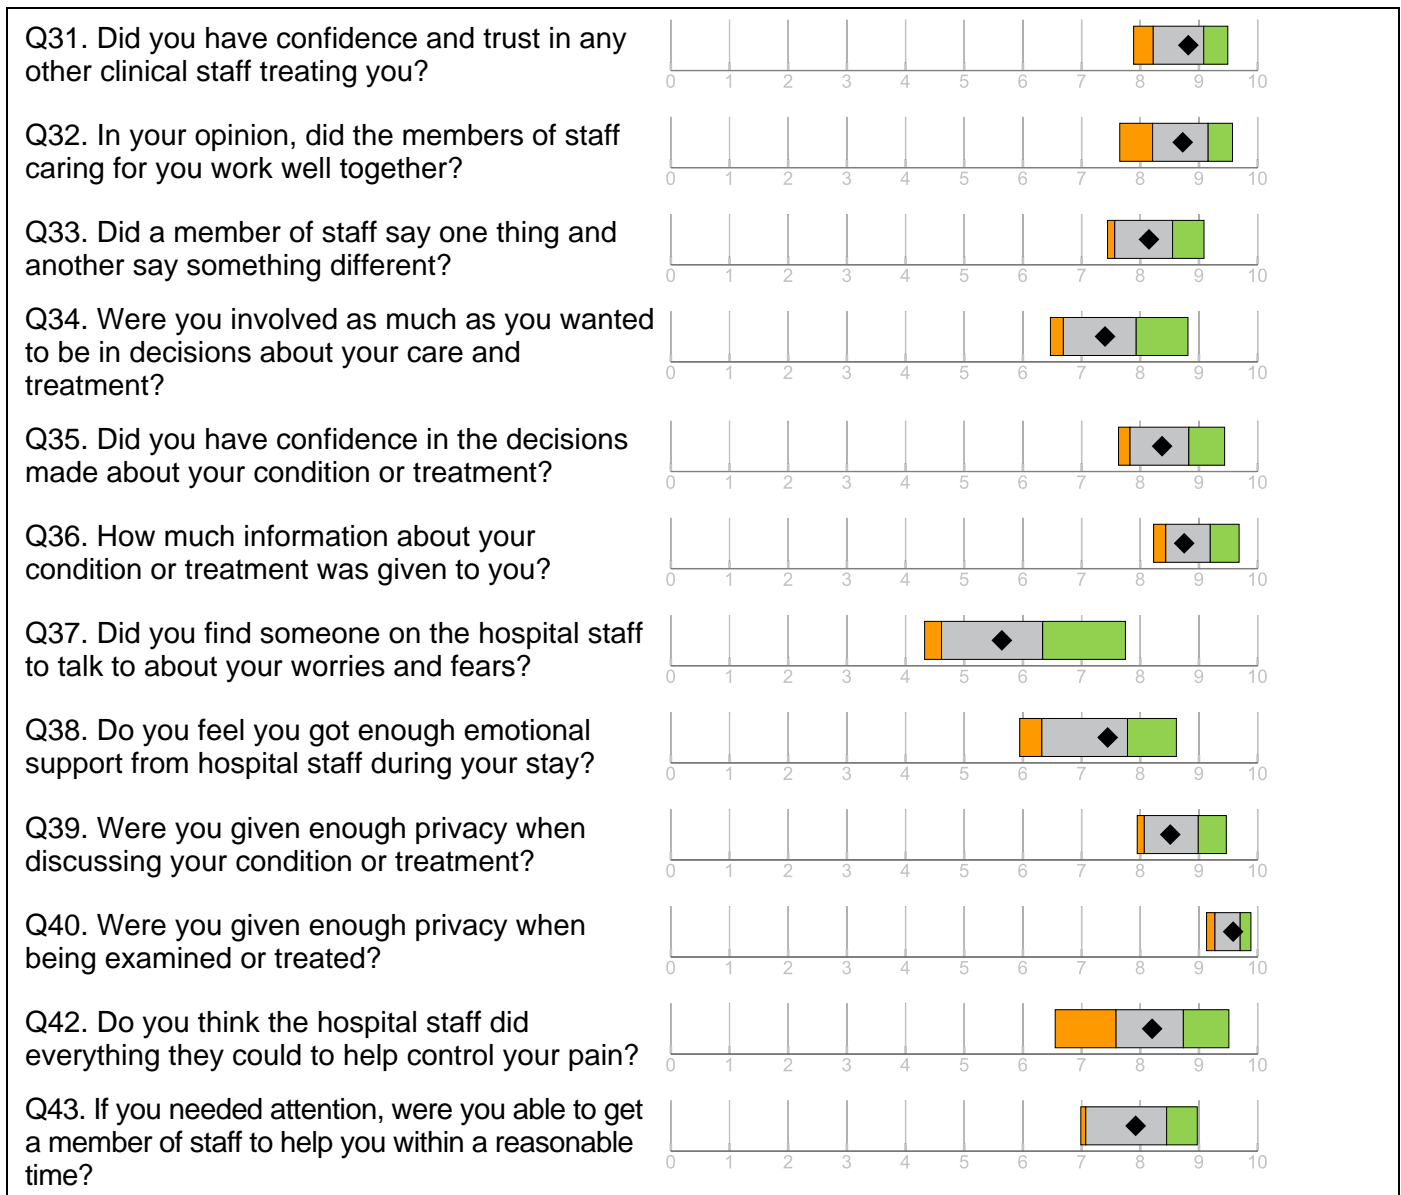 Q31. Did you have confidence and trust in any
other clinical staff treating you?
0 1 2 3 4 5 6 7 8 9 10
Q32. In your opinion, did the members of staff
caring for you work well together?
0 1 2 3 4 5 6 7 8 9 10
Q33. Did a member of staff say one thing and
another say something different?
0 1 2 3 4 5 6 7 8 9 10
Q34. Were you involved as much as you wanted
to be in decisions about your care and
treatment?
0 1 2 3 4 5 6 7 8 9 10
Q35. Did you have confidence in the decisions
made about your condition or treatment?
0 1 2 3 4 5 6 7 8 9 10
Q36. How much information about your
condition or treatment was given to you?
0 1 2 3 4 5 6 7 8 9 10
Q37. Did you find someone on the hospital staff
to talk to about your worries and fears?
0 1 2 3 4 5 6 7 8 9 10
Q38. Do you feel you got enough emotional
support from hospital staff during your stay?
0 1 2 3 4 5 6 7 8 9 10
Q39. Were you given enough privacy when
discussing your condition or treatment?
0 1 2 3 4 5 6 7 8 9 10
Q40. Were you given enough privacy when
being examined or treated?
0 1 2 3 4 5 6 7 8 9 10
Q42. Do you think the hospital staff did
everything they could to help control your pain?
0 1 2 3 4 5 6 7 8 9 10
Q43. If you needed attention, were you able to get
a member of staff to help you within a reasonable
time?
0 1 2 3 4 5 6 7 8 9 10